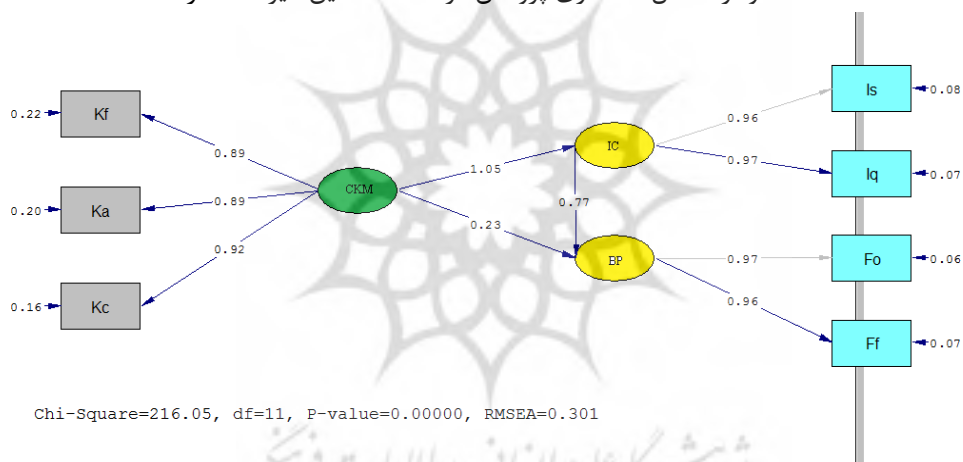 0.22 Kf
0.20 Ka
0.16 Kc
0.89
0.89
0.92
CKM
1.05
0.23
IC
0.77
BP
0.96
0.97
0.97
0.96
Is 0.08
Iq 0.07
Fo 0.06
Ff 0.07
Chi-Square=216.05, df=11, P-value=0.00000, RMSEA=0.301